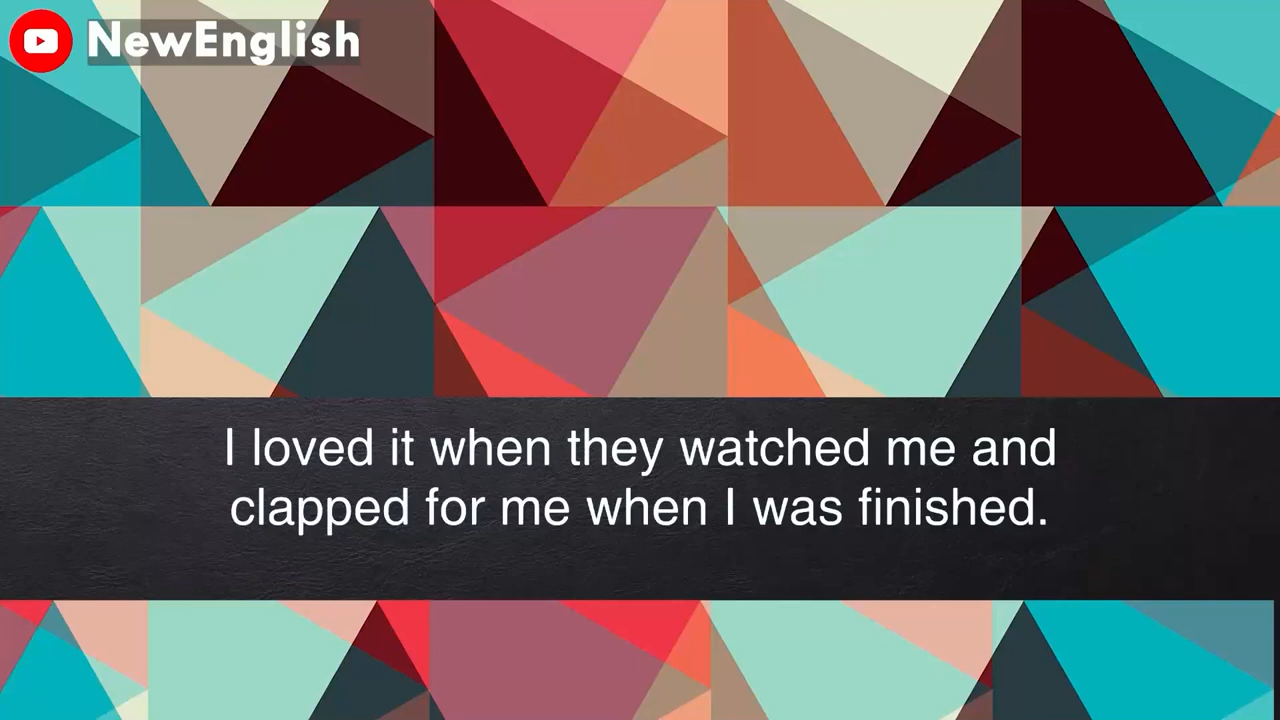 NewEnglish
I loved it when they watched me and
clapped for me when I was finished.